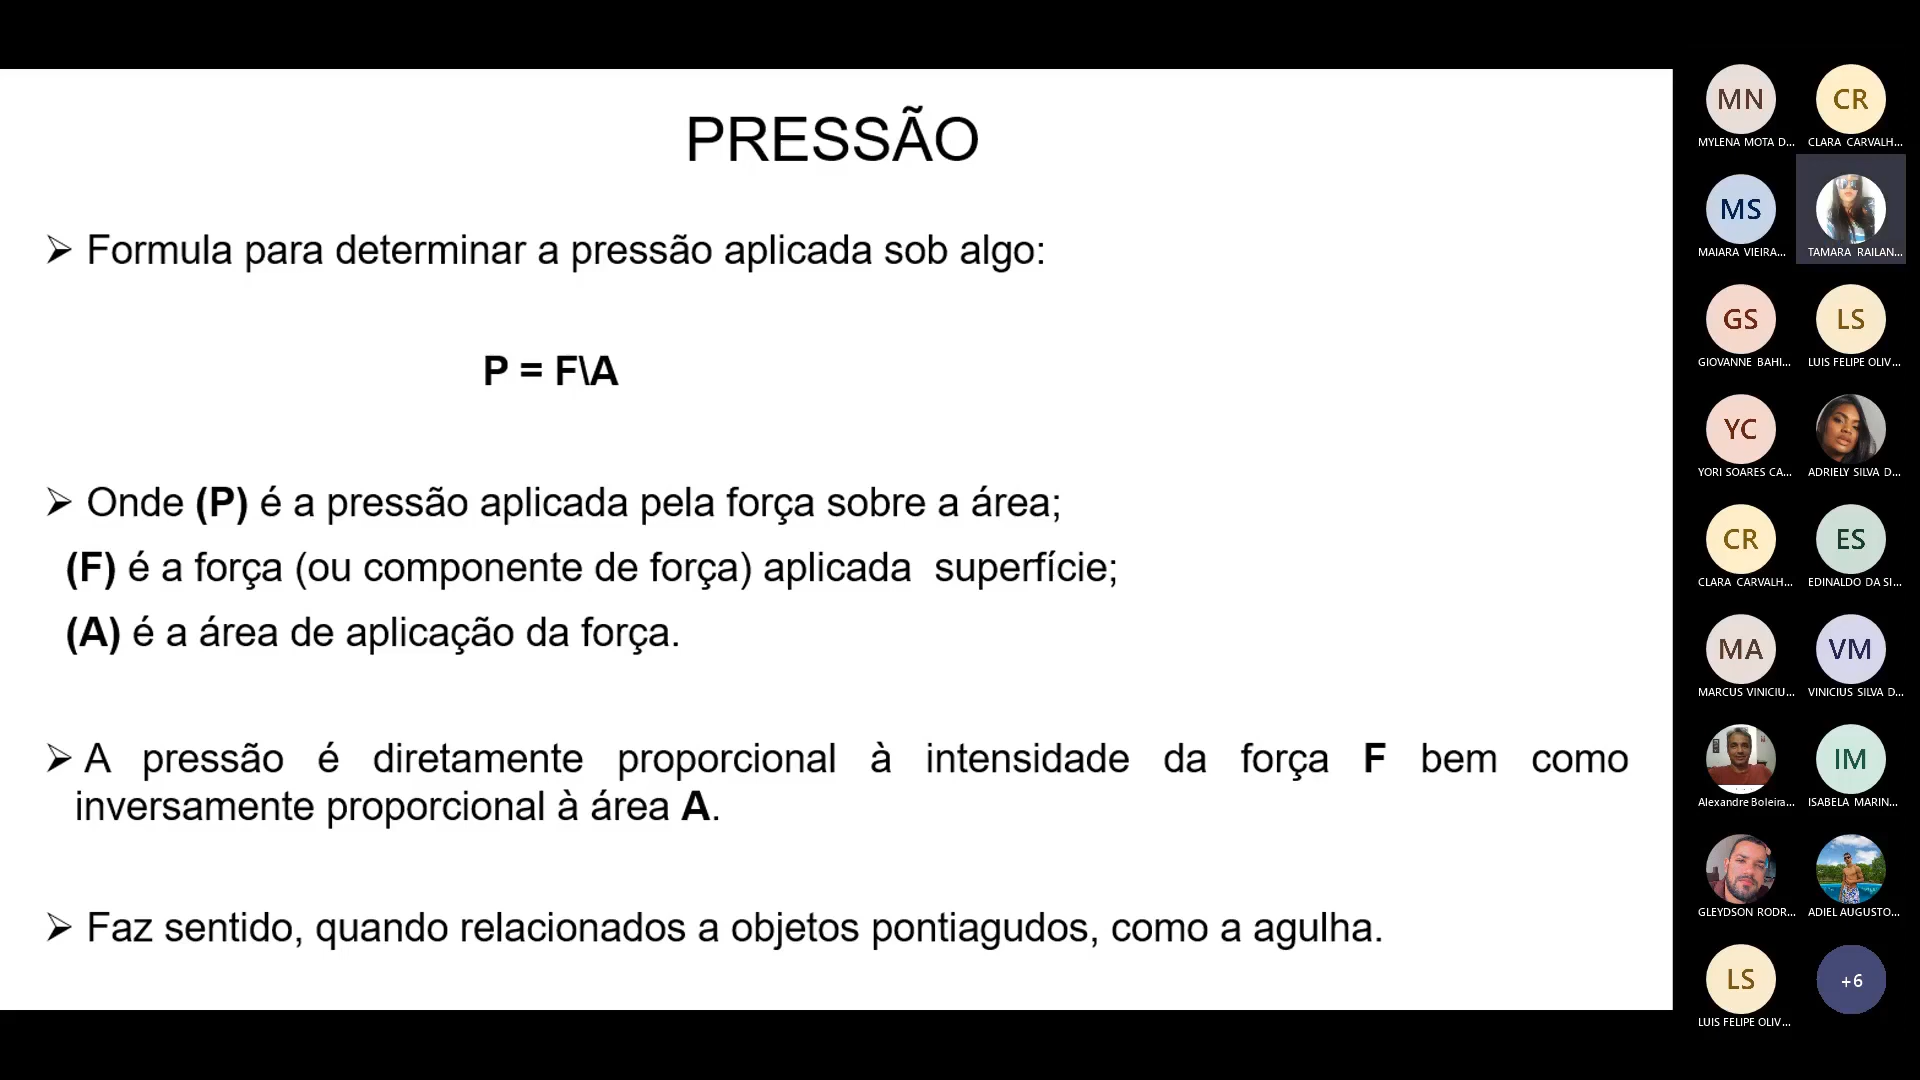 PRESSÃO
➢ Formula para determinar a pressão aplicada sob algo:
P = F\A
➢ Onde (P) é a pressão aplicada pela força sobre a área;
(F) é a força (ou componente de força) aplicada superfície;
(A) é a área de aplicação da força.
➢ A pressão é diretamente proporcional à intensidade da força F bem como
inversamente proporcional à área A.
➢ Faz sentido, quando relacionados a objetos pontiagudos, como a agulha.
MN CR
MYLENA MOTA D... CLARA CARVALH...
MS
MAIARA VIEIRA... TAMARA RAILAN...
GS LS
GIOVANNE BAHI... LUIS FELIPE OLIV...
YC
YORI SOARES CA... ADRIELY SILVA D...
CR ES
CLARA CARVALH... EDINALDO DA SI...
MA VM
MARCUS VINICIU... VINICIUS SILVA D...
IM
Alexandre Boleira... ISABELA MARIN...
GLEYDSON RODR... ADIEL AUGUSTO...
LS +6
LUIS FELIPE OLIV...